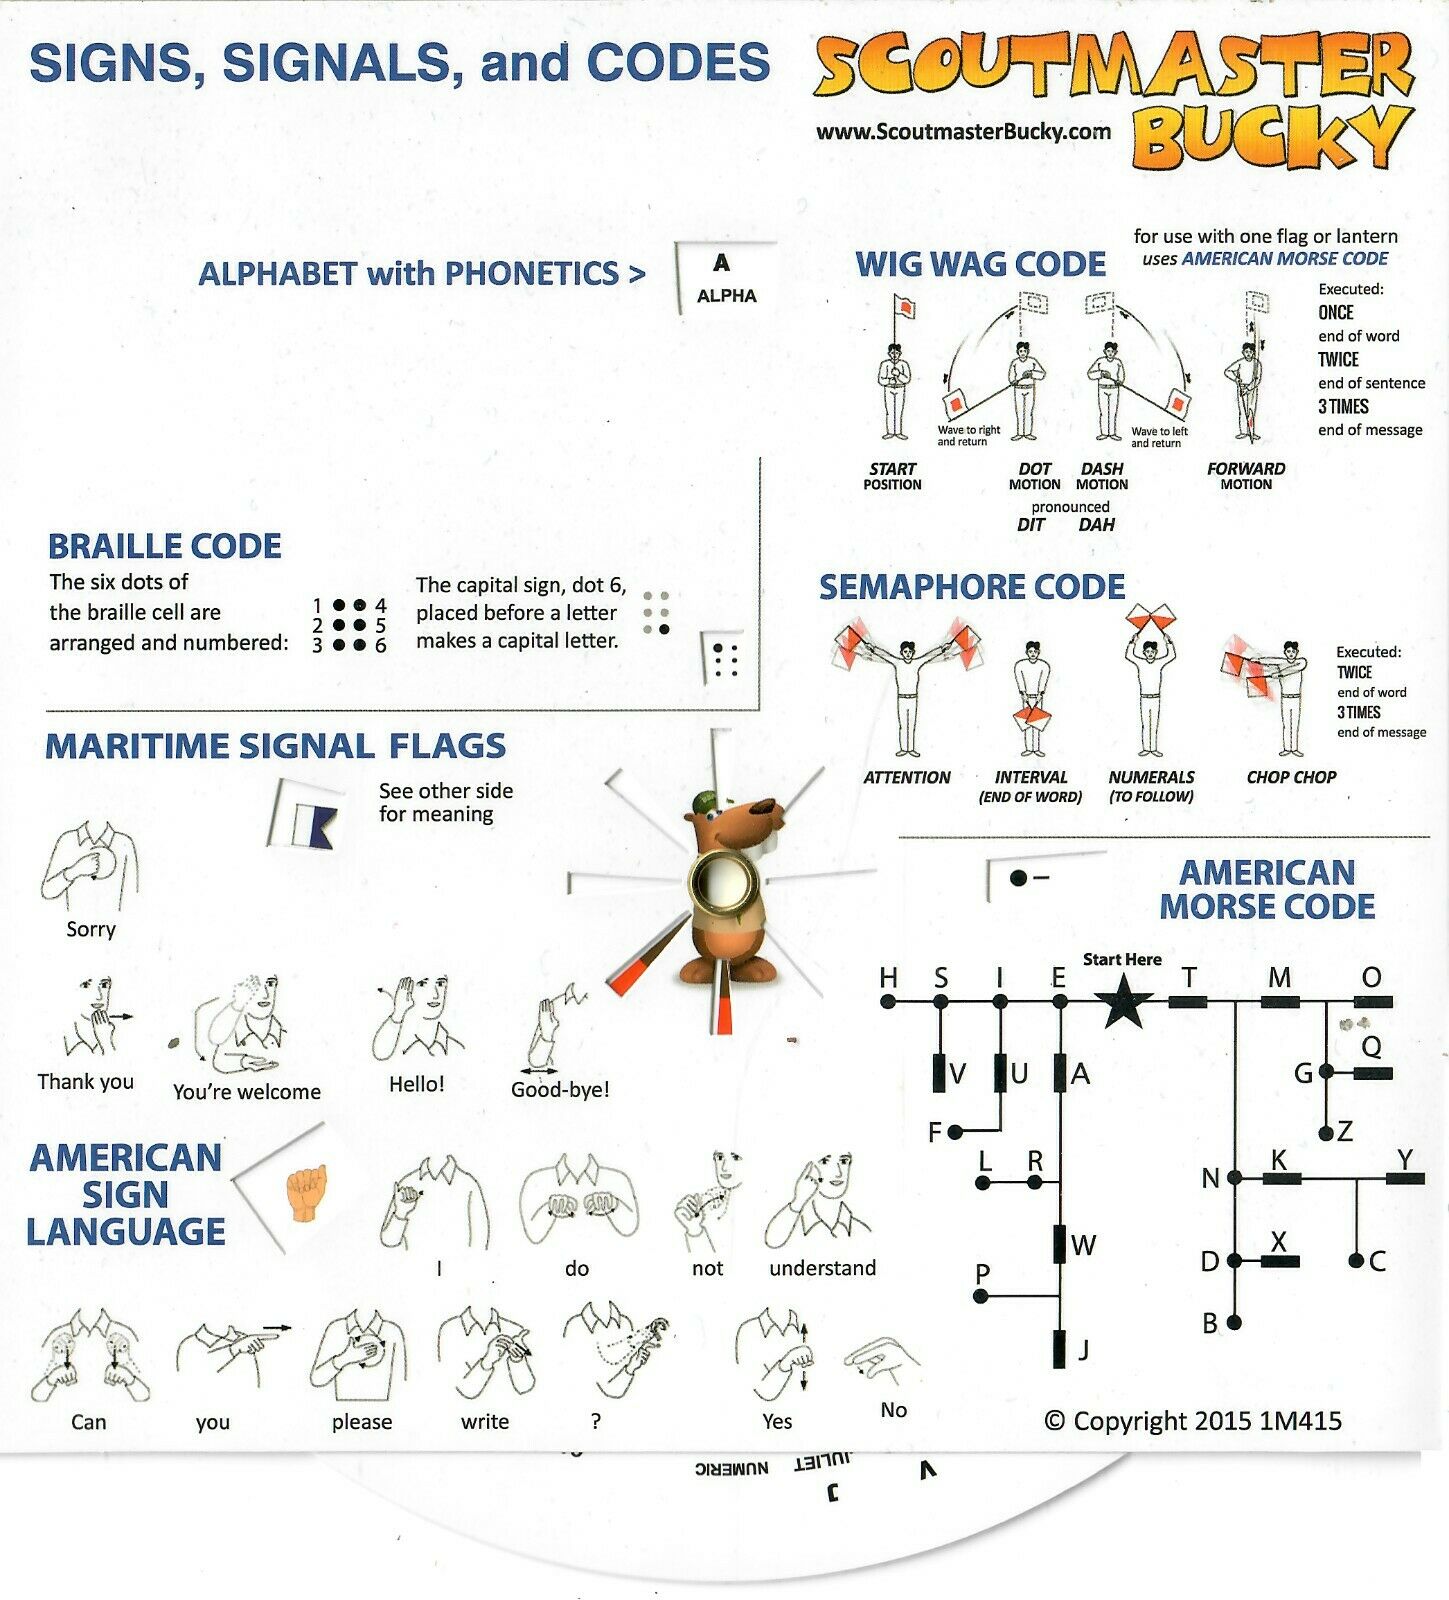 SIGNS, SIGNALS, and CODES
SCOUTMASTER
BUCKY
www.ScoutmasterBucky.com
ALPHABET with PHONETICS >
A
ALPHA
WIG WAG CODE
for use with one flag or lantern
uses AMERICAN MORSE CODE
Executed:
ONCE
end of word
TWICE
end of sentence
3 TIMES
end of message
Wave to right
and return
Wave to left
and return
START
POSITION
DOT
MOTION
DASH
MOTION
FORWARD
MOTION
pronounced
DIT DAH
BRAILLE CODE
The six dots of
the braille cell are
arranged and numbered:
1 4
2 5
3 6
The capital sign, dot 6,
placed before a letter
makes a capital letter.
SEMAPHORE CODE
Executed:
TWICE
end of word
3 TIMES
end of message
ATTENTION
INTERVAL
(END OF WORD)
NUMERALS
(TO FOLLOW)
CHOP CHOP
MARITIME SIGNAL FLAGS
See other side
for meaning
Sorry
Thank you
You're welcome
Hello!
Good-bye!
AMERICAN
SIGN
LANGUAGE
I do not understand
Can you please write ? Yes No
AMERICAN
MORSE CODE
Start Here
H S I E T M O
V U A G Q
F Z
L R N K Y
W D X C
P B
J
© Copyright 2015 1M415
NUMERIC
JULIET
J
V